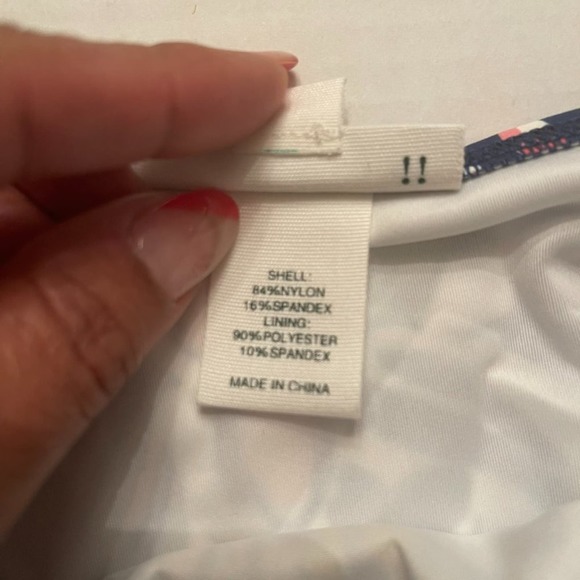 !!
SHELL:
84%NYLON
16%SPANDEX
LINING:
90%POLYESTER
10%SPANDEX
MADE IN CHINA